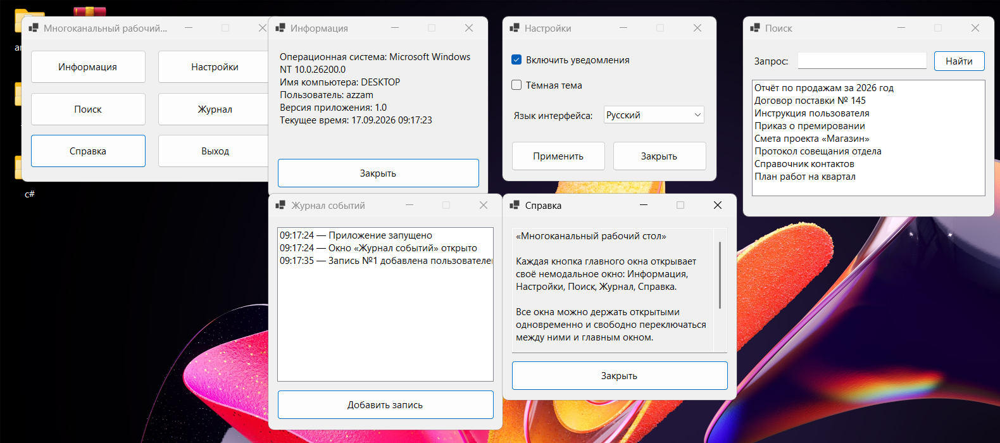 Многоканальный рабочий...
Информация
Настройки
Поиск
Журнал
Справка
Выход
c#
Информация
Операционная система: Microsoft Windows
NT 10.0.26200.0
Имя компьютера: DESKTOP
Пользователь: azzam
Версия приложения: 1.0
Текущее время: 17.09.2026 09:17:23
Закрыть
Настройки
Включить уведомления
Тёмная тема
Язык интерфейса: Русский
Применить
Закрыть
Поиск
Запрос:
Найти
Отчёт по продажам за 2026 год
Договор поставки № 145
Инструкция пользователя
Приказ о премировании
Смета проекта «Магазин»
Протокол совещания отдела
Справочник контактов
План работ на квартал
Журнал событий
09:17:24 — Приложение запущено
09:17:24 — Окно «Журнал событий» открыто
09:17:35 — Запись №1 добавлена
Добавить запись
Справка
«Многоканальный рабочий стол»
Каждая кнопка главного окна открывает
своё немодальное окно: Информация,
Настройки, Поиск, Журнал, Справка.
Все окна можно держать открытыми
одновременно и свободно переключаться
между ними и главным окном.
Закрыть